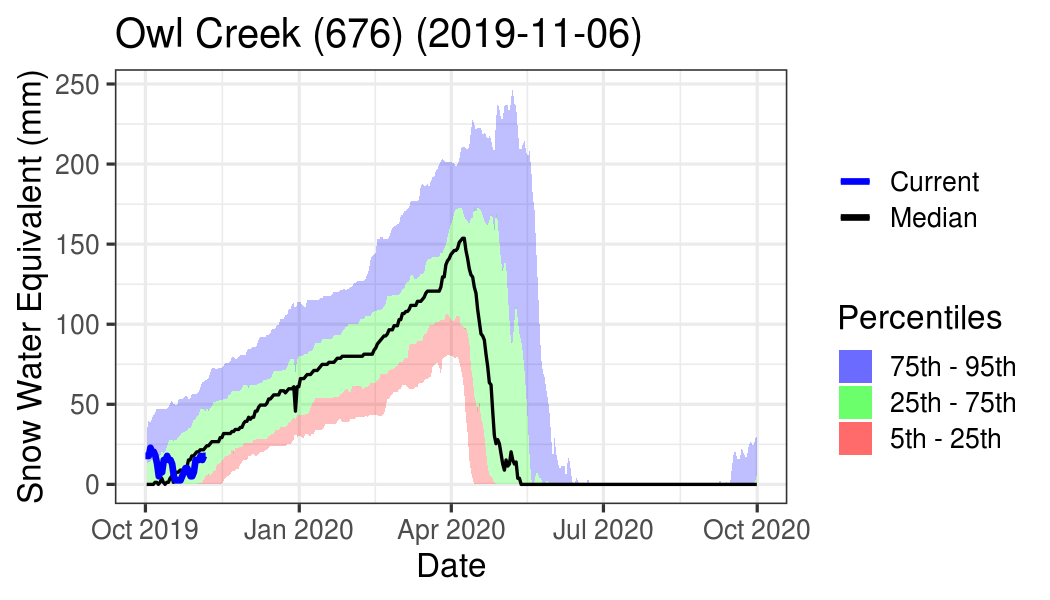 Owl Creek (676) (2019-11-06)
Snow Water Equivalent (mm)
250
200
150
100
50
0
Oct 2019
Jan 2020
Apr 2020
Jul 2020
Oct 2020
Date
Current
Median
Percentiles
75th - 95th
25th - 75th
5th - 25th